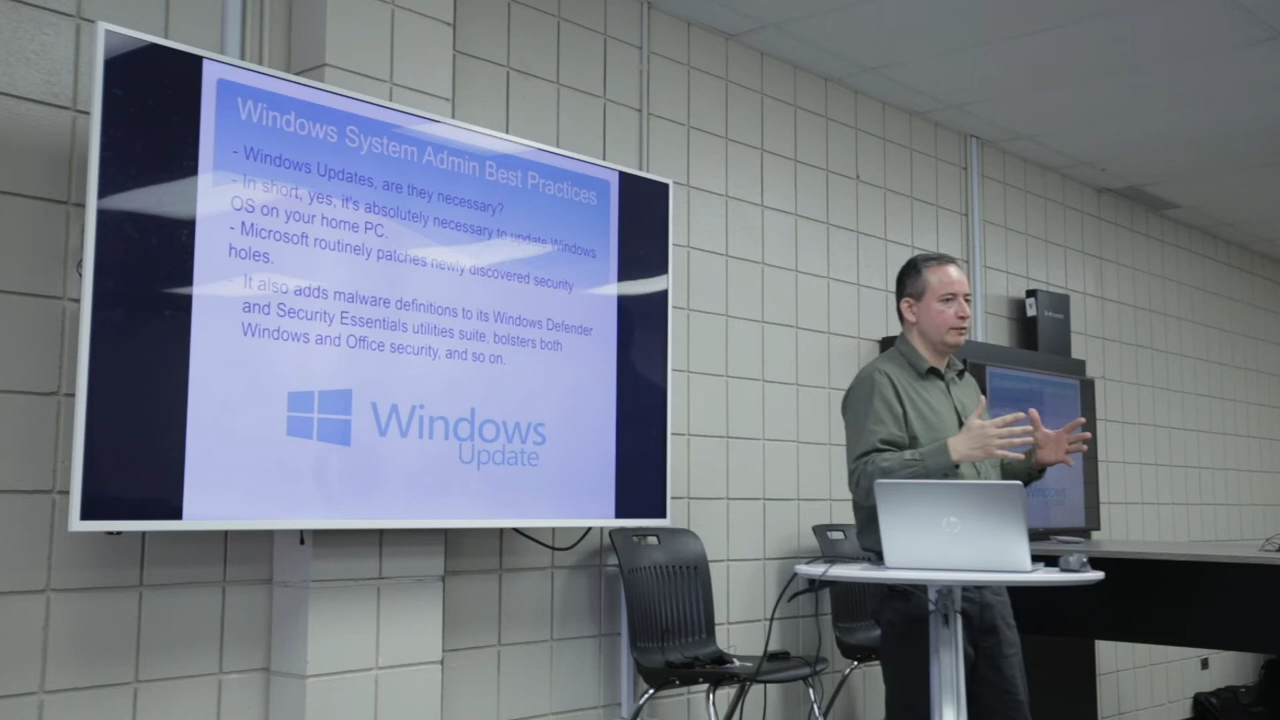 Windows System Admin Best Practices
- Windows Updates, are they necessary?
- In short, yes, it's absolutely necessary to update Windows
OS on your home PC.
- Microsoft routinely patches newly discovered security
holes.
- It also adds malware definitions to its Windows Defender
and Security Essentials utilities suite, bolsters both
Windows and Office security, and so on.
Windows
Update
hp
Windows